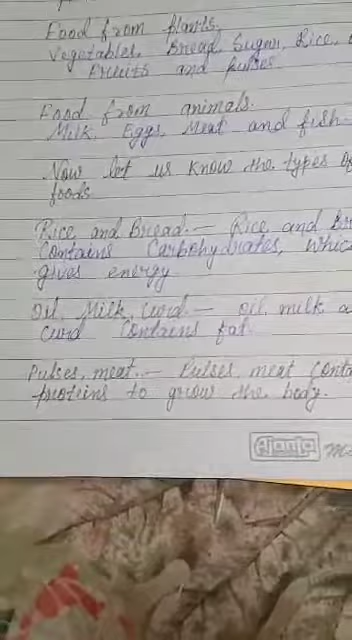 Food from plants.
Vegetables, Bread, Sugar, Rice,
Fruits and pulses
Food from animals.
Milk, Eggs, Meat and fish
Now let us know the types of
foods
Rice and Bread. — Rice and
Contains Carbohydrates,
gives energy
Oil, Milk, Curd — Oil, milk
curd Contains fat.
Pulses, meat. — Pulses, meat
proteins to grow the body.